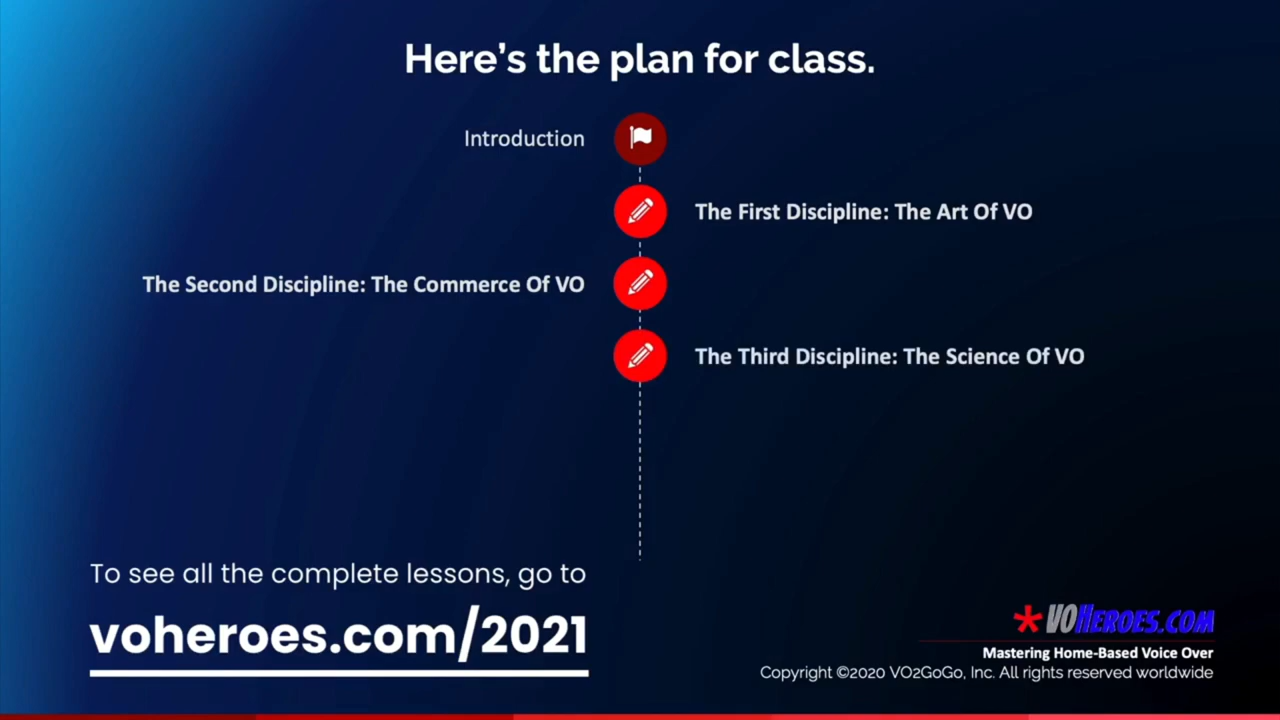 Here's the plan for class.
Introduction
The First Discipline: The Art Of VO
The Second Discipline: The Commerce Of VO
The Third Discipline: The Science Of VO
To see all the complete lessons, go to
voheroes.com/2021
*VOHEROES.COM
Mastering Home-Based Voice Over
Copyright ©2020 VO2GoGo, Inc. All rights reserved worldwide